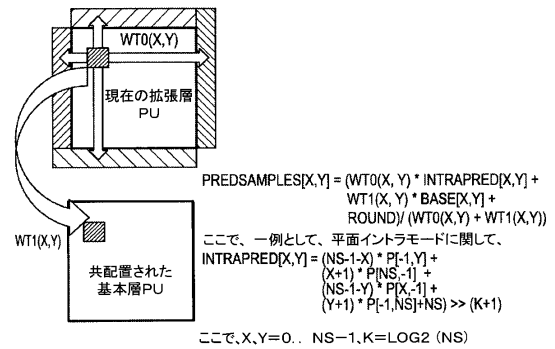 WT0(X,Y)
現在の拡張層
PU
PREDSAMPLES[X,Y] = (WT0(X, Y) * INTRAPRED[X,Y] +
WT1(X, Y) * BASE[X,Y] +
ROUND)/ (WT0(X,Y) + WT1(X,Y))
WT1(X,Y)
ここで、一例として、平面イントラモードに関して、
INTRAPRED[X,Y] = (NS-1-X) * P[-1,Y] +
(X+1) * P[NS,-1] +
(NS-1-Y) * P[X,-1] +
(Y+1) * P[-1,NS]+NS) >> (K+1)
共配置された
基本層PU
ここで、X、Y=0．．NS−1、K=LOG2 (NS)